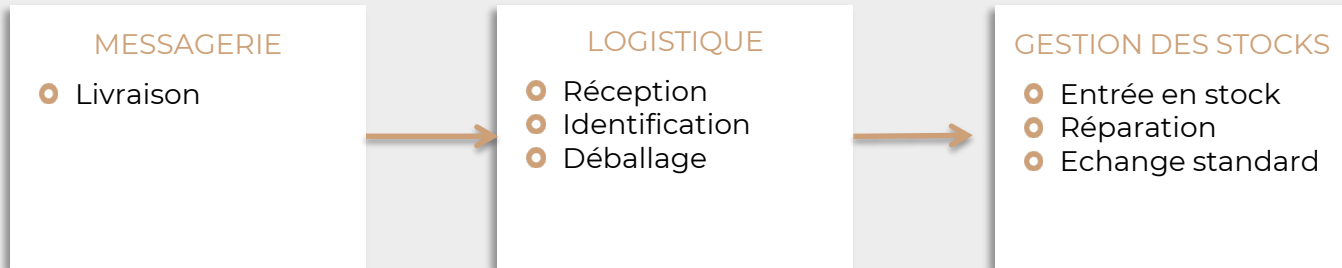 MESSAGERIE
Livraison
LOGISTIQUE
Réception
Identification
Déballage
GESTION DES STOCKS
Entrée en stock
Réparation
Echange standard